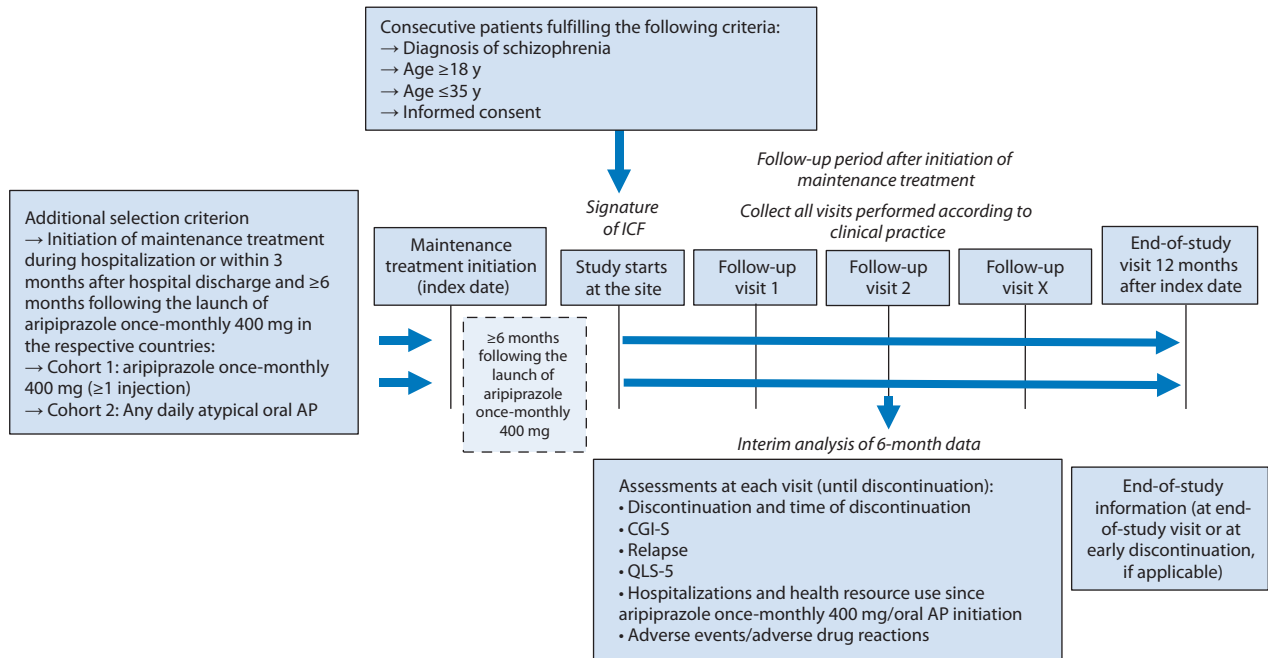 Consecutive patients fulfilling the following criteria:
→ Diagnosis of schizophrenia
→ Age ≥18 y
→ Age ≤35 y
→ Informed consent
Follow-up period after initiation of
maintenance treatment
Additional selection criterion
→ Initiation of maintenance treatment
during hospitalization or within 3
months after hospital discharge and ≥6
months following the launch of
aripiprazole once-monthly 400 mg in
the respective countries:
→ Cohort 1: aripiprazole once-monthly
400 mg (≥1 injection)
→ Cohort 2: Any daily atypical oral AP
Signature
of ICF
Collect all visits performed according to
clinical practice
Maintenance
treatment initiation
(index date)
Study starts
at the site
Follow-up
visit 1
Follow-up
visit 2
Follow-up
visit X
End-of-study
visit 12 months
after index date
≥6 months
following the
launch of
aripiprazole
once-monthly
400 mg
Interim analysis of 6-month data
Assessments at each visit (until discontinuation):
• Discontinuation and time of discontinuation
• CGI-S
• Relapse
• QLS-5
• Hospitalizations and health resource use since
aripiprazole once-monthly 400 mg/oral AP initiation
• Adverse events/adverse drug reactions
End-of-study
information (at end-
of-study visit or at
early discontinuation,
if applicable)